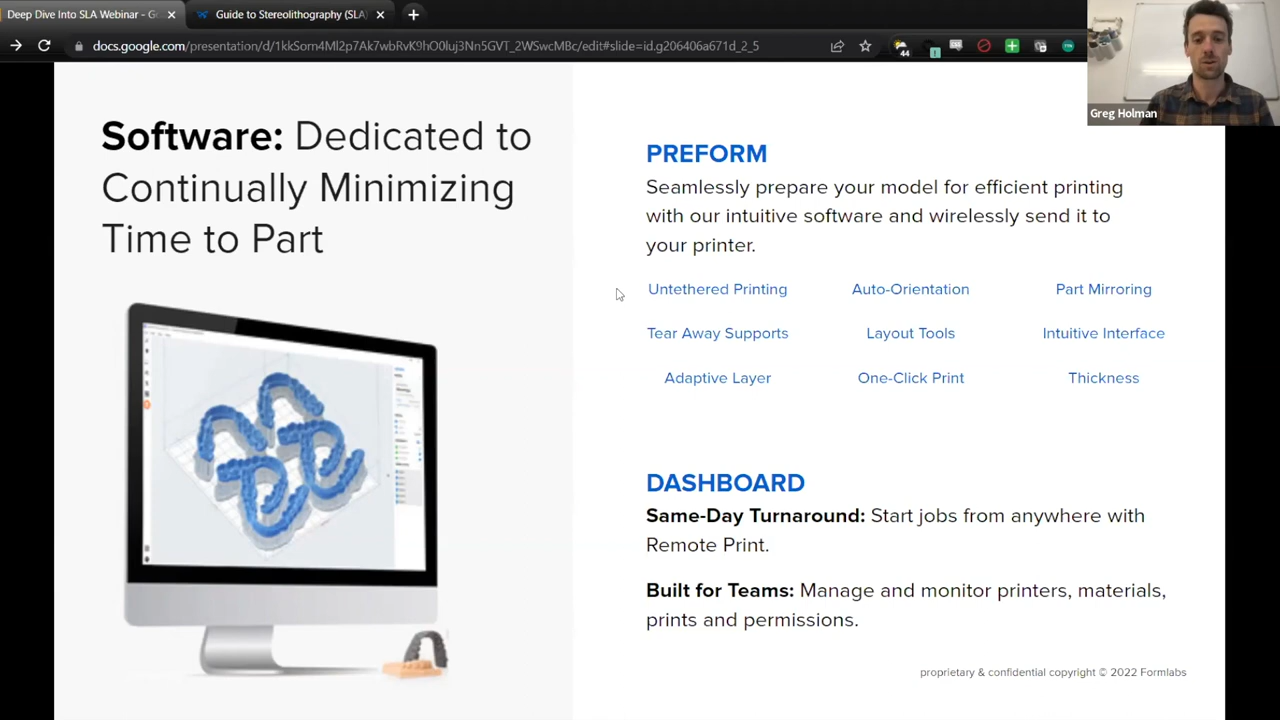 Deep Dive Into SLA Webinar - G
Guide to Stereolithography (SLA)
docs.google.com/presentation/d/1kkSom4Ml2p7Ak7wbRvK9hO0luj3Nn5GVT_2WSwcMBc/edit#slide=id.g206406a671d_2_5
44
Greg Holman
Software: Dedicated to
Continually Minimizing
Time to Part
PREFORM
Seamlessly prepare your model for efficient printing
with our intuitive software and wirelessly send it to
your printer.
Untethered Printing Auto-Orientation Part Mirroring
Tear Away Supports Layout Tools Intuitive Interface
Adaptive Layer One-Click Print Thickness
DASHBOARD
Same-Day Turnaround: Start jobs from anywhere with
Remote Print.
Built for Teams: Manage and monitor printers, materials,
prints and permissions.
proprietary & confidential copyright © 2022 Formlabs